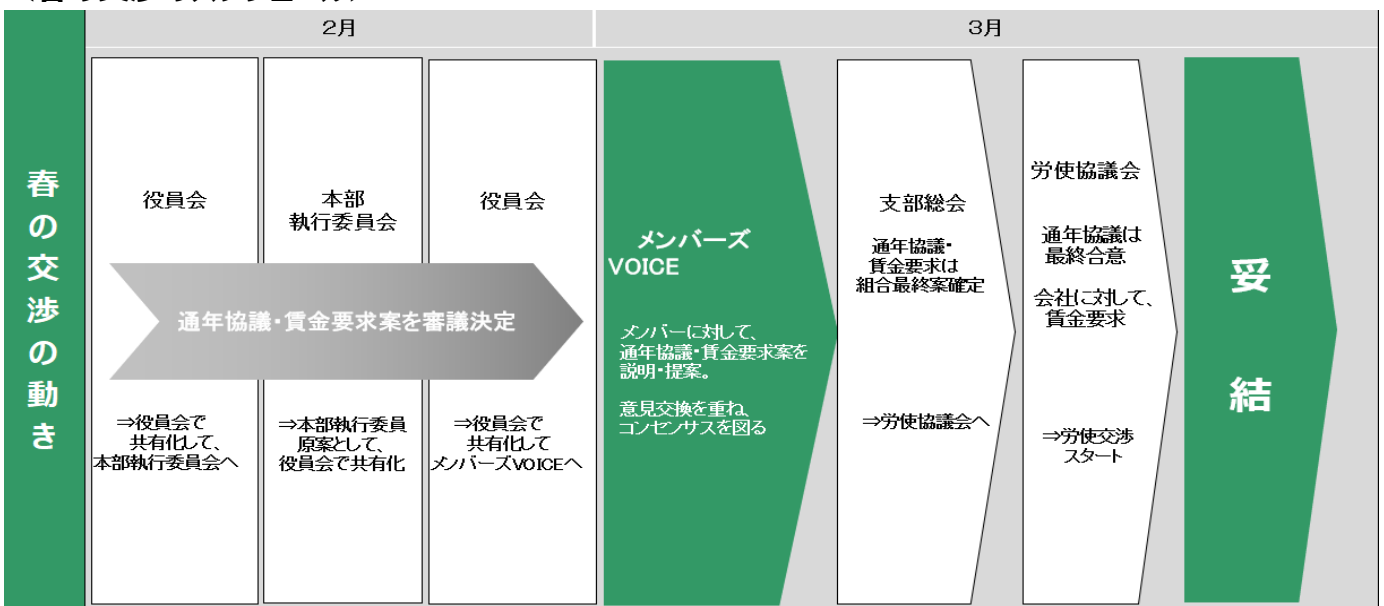 2月
3月
春の交渉の動き
役員会
本部
執行委員会
役員会
通年協議・賃金要求案を審議決定
⇒役員会で
共有化して、
本部執行委員会へ
⇒本部執行委員
原案として、
役員会で共有化
⇒役員会で
共有化して
メンバーズVOICEへ
メンバーズ
VOICE
メンバーに対して、
通年協議・賃金要求案を
説明・提案。
意見交換を重ね、
コンセンサスを図る
支部総会
通年協議・
賃金要求は
組合最終案確定
⇒労使協議会へ
労使協議会
通年協議は
最終合意
会社に対して、
賃金要求
⇒労使交渉
スタート
妥結